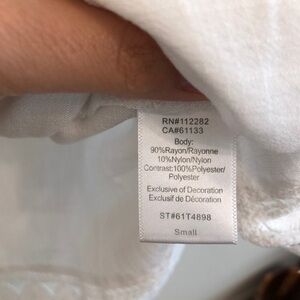 RN#112282
CA#61133
Body:
90%Rayon/Rayonne
10%Nylon/Nylon
Contrast:100%Polyester/
Polyester
Exclusive of Decoration
Exclusif de Décoration
ST#61T4898
Small